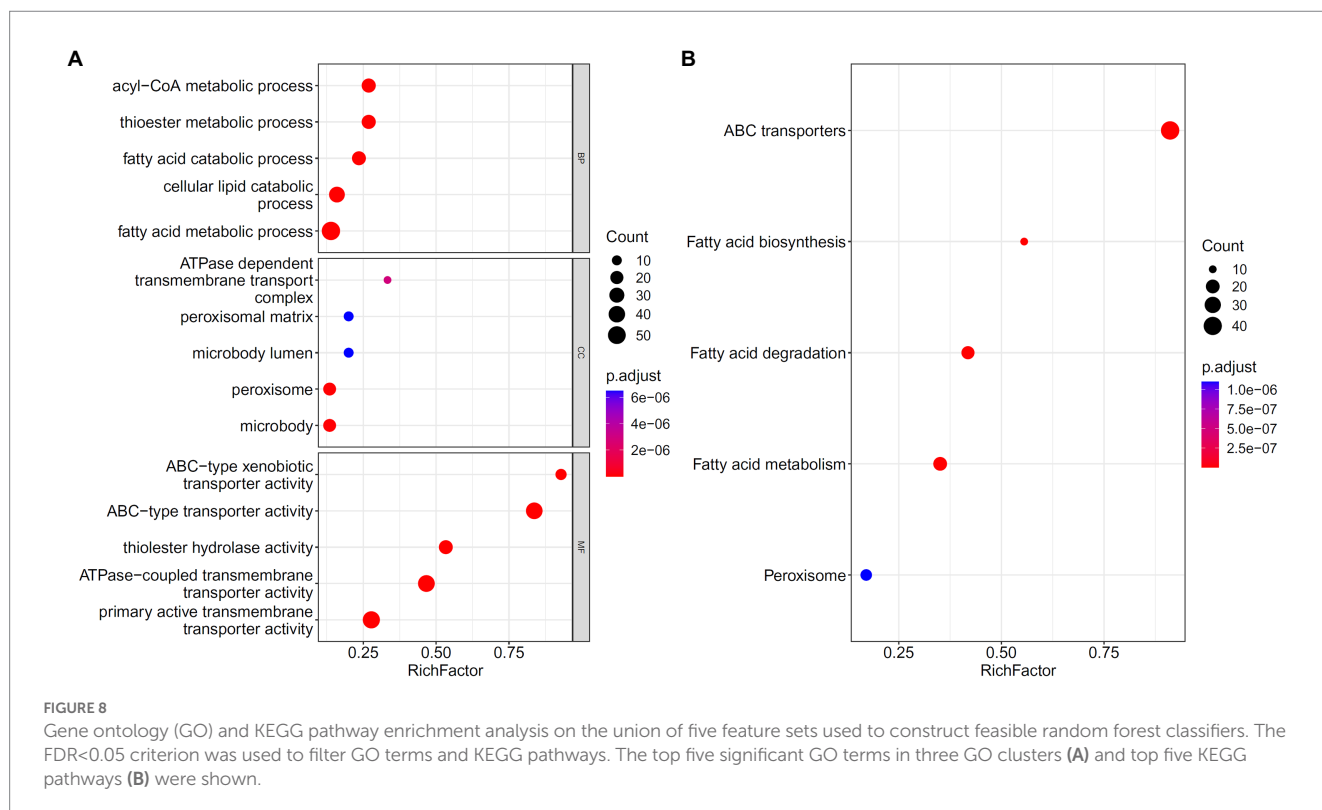 A
acyl−CoA metabolic process
thioester metabolic process
fatty acid catabolic process
cellular lipid catabolic
process
fatty acid metabolic process
BP
ATPase dependent
transmembrane transport
complex
peroxisomal matrix
microbody lumen
peroxisome
microbody
CC
ABC−type xenobiotic
transporter activity
ABC−type transporter activity
thiolester hydrolase activity
ATPase−coupled transmembrane
transporter activity
primary active transmembrane
transporter activity
MF
0.25 0.50 0.75
RichFactor
Count
10
20
30
40
50
p.adjust
6e−06
4e−06
2e−06
B
ABC transporters
Fatty acid biosynthesis
Fatty acid degradation
Fatty acid metabolism
Peroxisome
0.25 0.50 0.75
RichFactor
Count
10
20
30
40
p.adjust
1.0e−06
7.5e−07
5.0e−07
2.5e−07
FIGURE 8
Gene ontology (GO) and KEGG pathway enrichment analysis on the union of five feature sets used to construct feasible random forest classifiers. The
FDR<0.05 criterion was used to filter GO terms and KEGG pathways. The top five significant GO terms in three GO clusters (A) and top five KEGG
pathways (B) were shown.